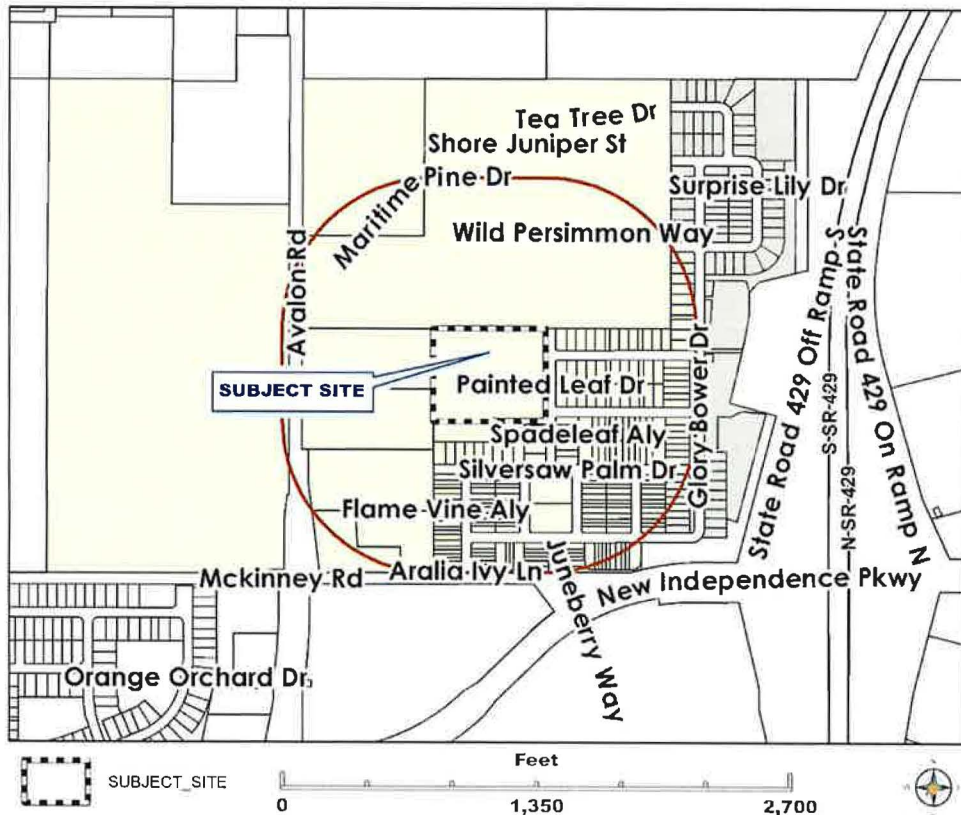 Tea Tree Dr
Shore Juniper St
Maritime Pine Dr
Surprise Lily Dr
Wild Persimmon Way
Avalon Rd
SUBJECT SITE
Painted Leaf Dr
Glory Bower Dr
Spadeleaf Aly
Silversaw Palm Dr
Flame Vine Aly
State Road 429 Off Ramp S
S-SR-429
N-SR-429
State Road 429 On Ramp N
Mckinney Rd
Aralia Ivy Ln
Juneberry Way
New Independence Pkwy
Orange Orchard Dr
SUBJECT_SITE
Feet
0
1,350
2,700